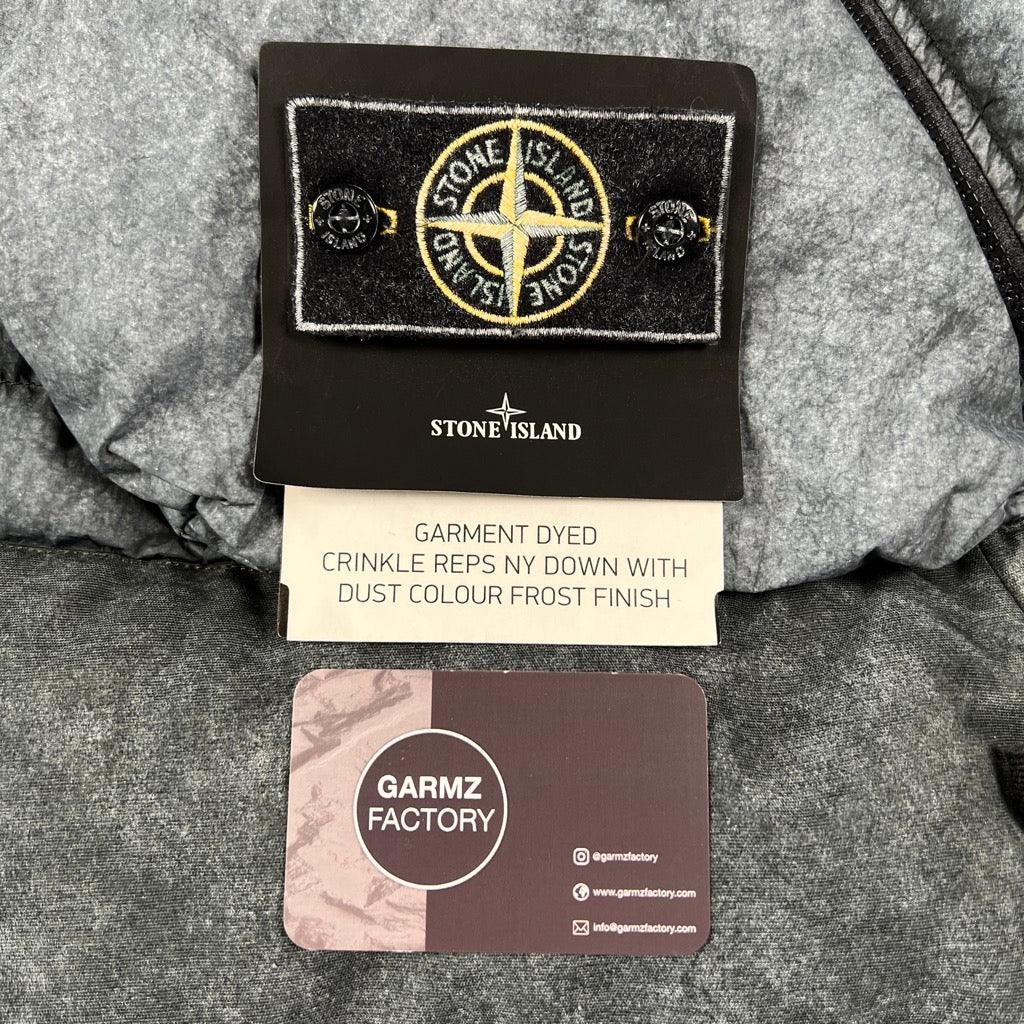 STONE ISLAND
STONE ISLAND
STONE ISLAND
STONE ISLAND
STONE ISLAND
GARMENT DYED
CRINKLE REPS NY DOWN WITH
DUST COLOUR FROST FINISH
GARMZ
FACTORY
@garmzfactory
www.garmzfactory.com
info@garmzfactory.com